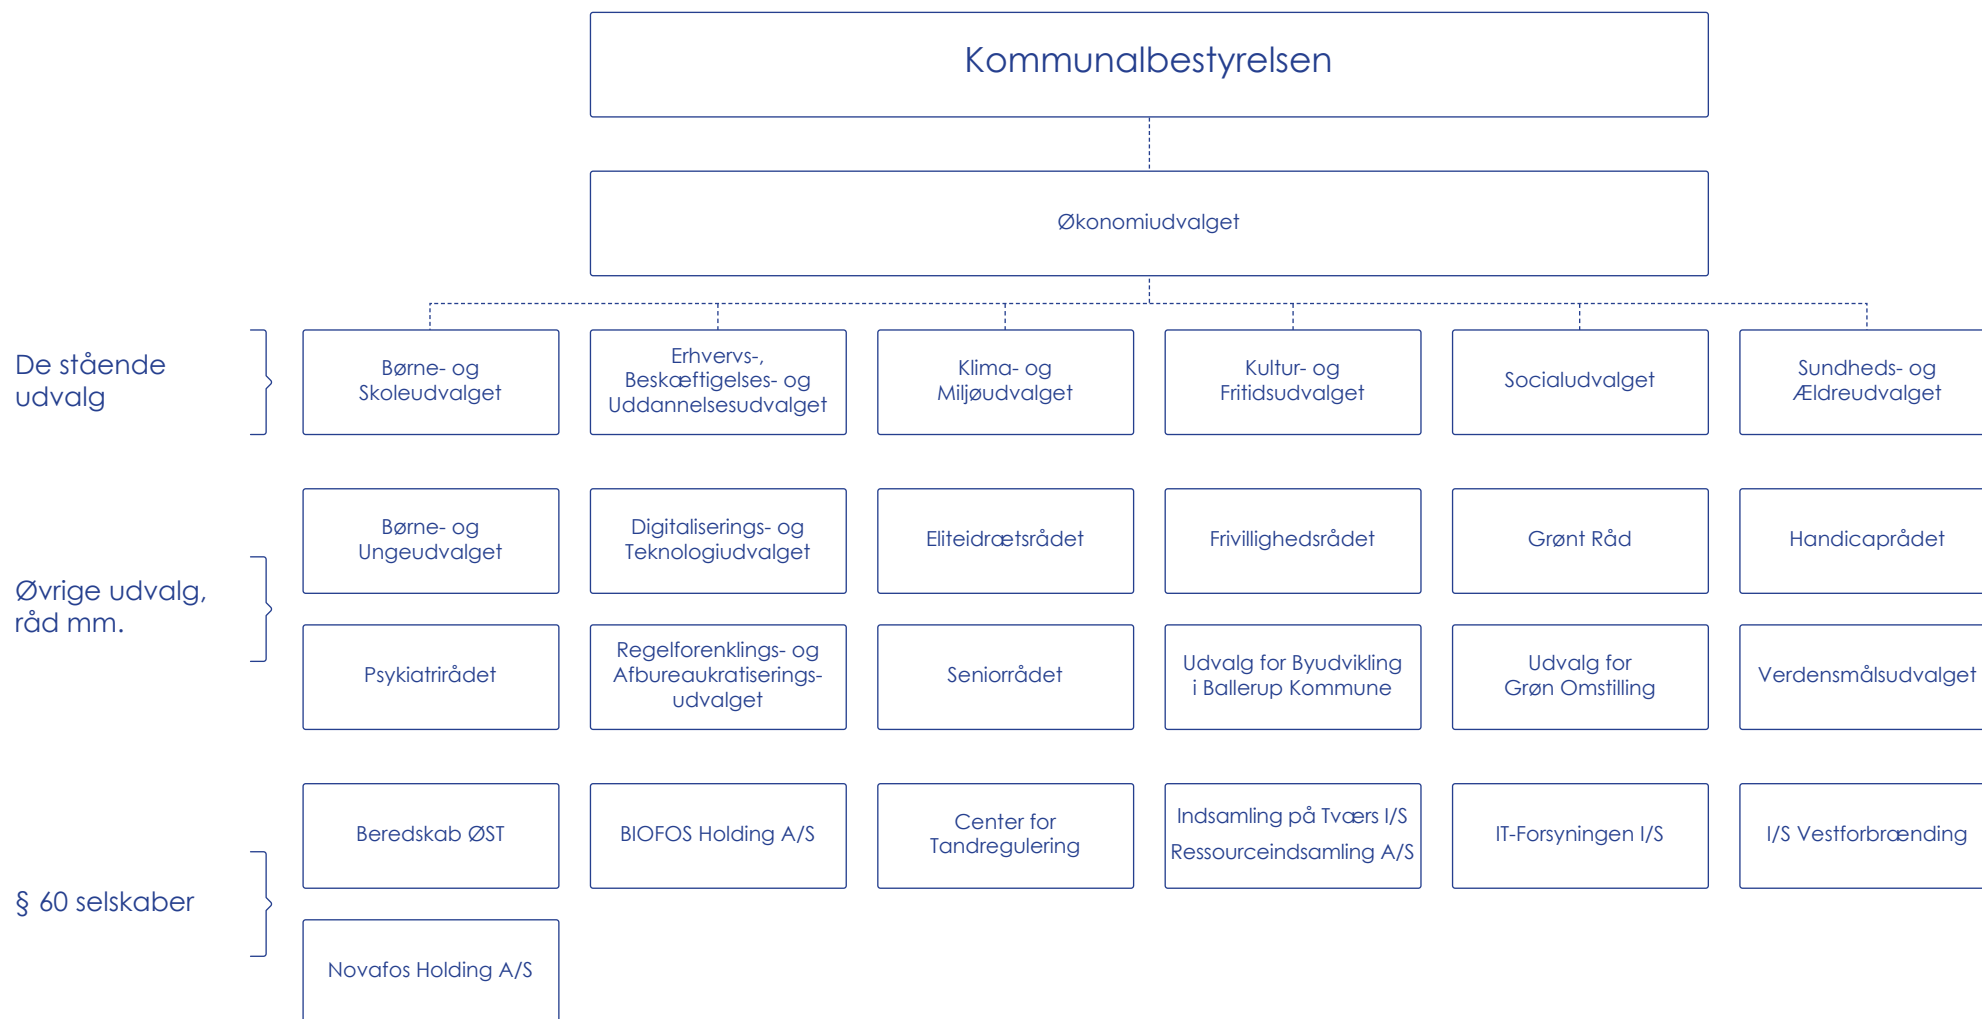 Kommunalbestyrelsen
Økonomiudvalget
De stående
udvalg
Børne- og
Skoleudvalget
Erhvervs-,
Beskæftigelses- og
Uddannelsesudvalget
Klima- og
Miljøudvalget
Kultur- og
Fritidsudvalget
Socialudvalget
Sundheds- og
Ældreudvalget
Øvrige udvalg,
råd mm.
Børne- og
Ungeudvalget
Digitaliserings- og
Teknologiudvalget
Eliteidrætsrådet
Frivillighedsrådet
Grønt Råd
Handicaprådet
Psykiatrirådet
Regelforenklings- og
Afbureaukratiserings-
udvalget
Seniorrådet
Udvalg for Byudvikling
i Ballerup Kommune
Udvalg for
Grøn Omstilling
Verdensmålsudvalget
§ 60 selskaber
Beredskab ØST
BIOFOS Holding A/S
Center for
Tandregulering
Indsamling på Tværs I/S
Ressourceindsamling A/S
IT-Forsyningen I/S
I/S Vestforbrænding
Novafos Holding A/S